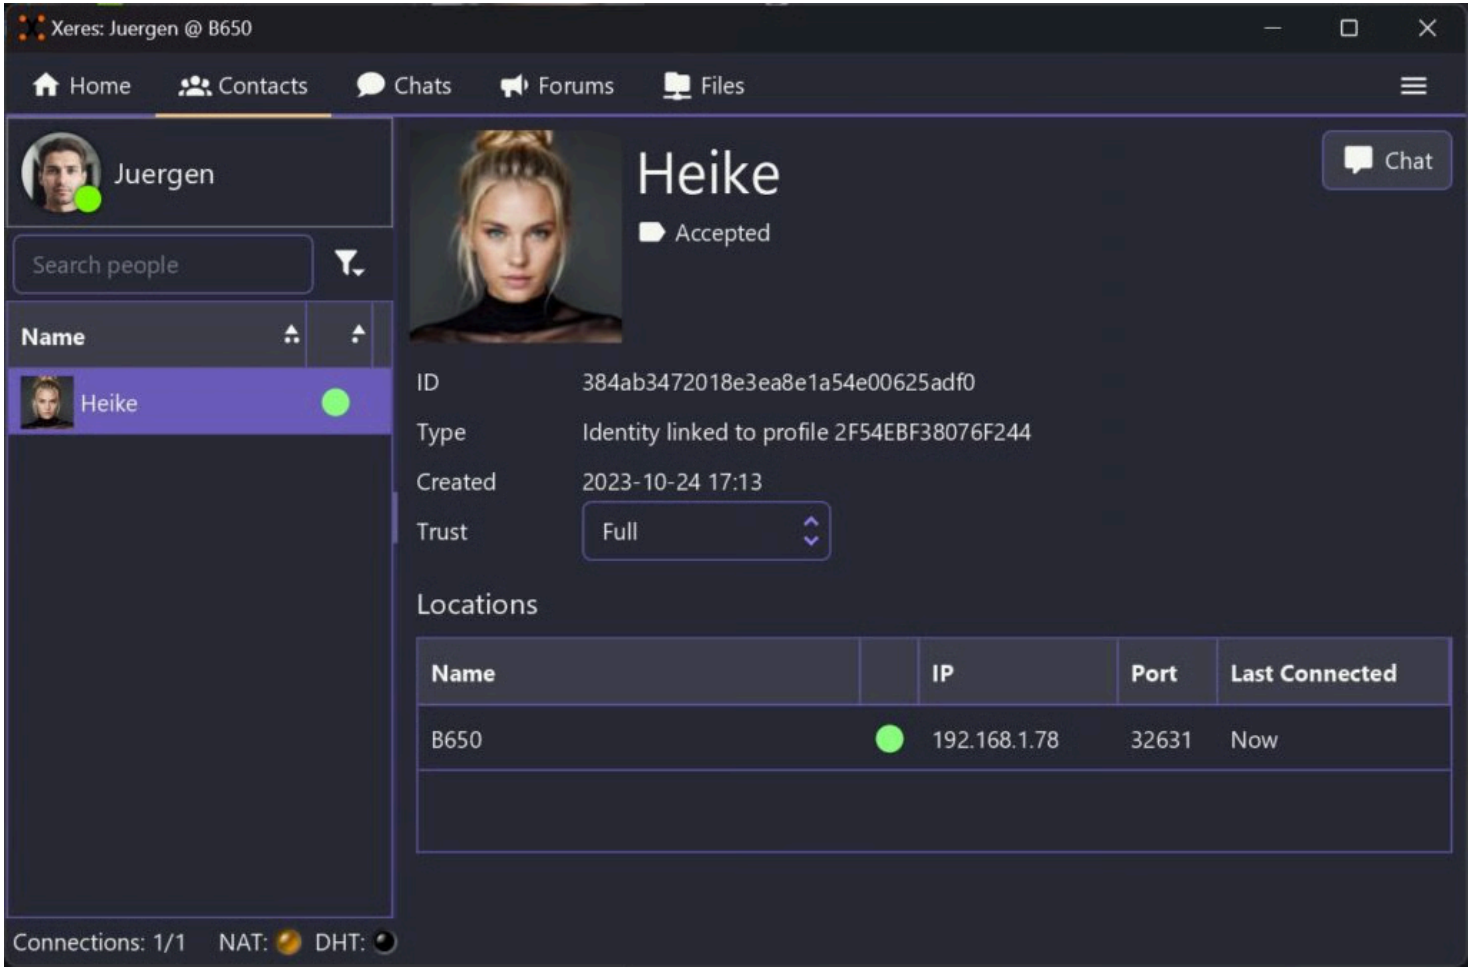 Xeres: Juergen @ B650
Home Contacts Chats Forums Files
Juergen
Search people
Name
Heike
Connections: 1/1 NAT: DHT:
Heike
Accepted
Chat
ID 384ab3472018e3ea8e1a54e00625adf0
Type Identity linked to profile 2F54EBF38076F244
Created 2023-10-24 17:13
Trust Full
Locations
Name IP Port Last Connected
B650 192.168.1.78 32631 Now